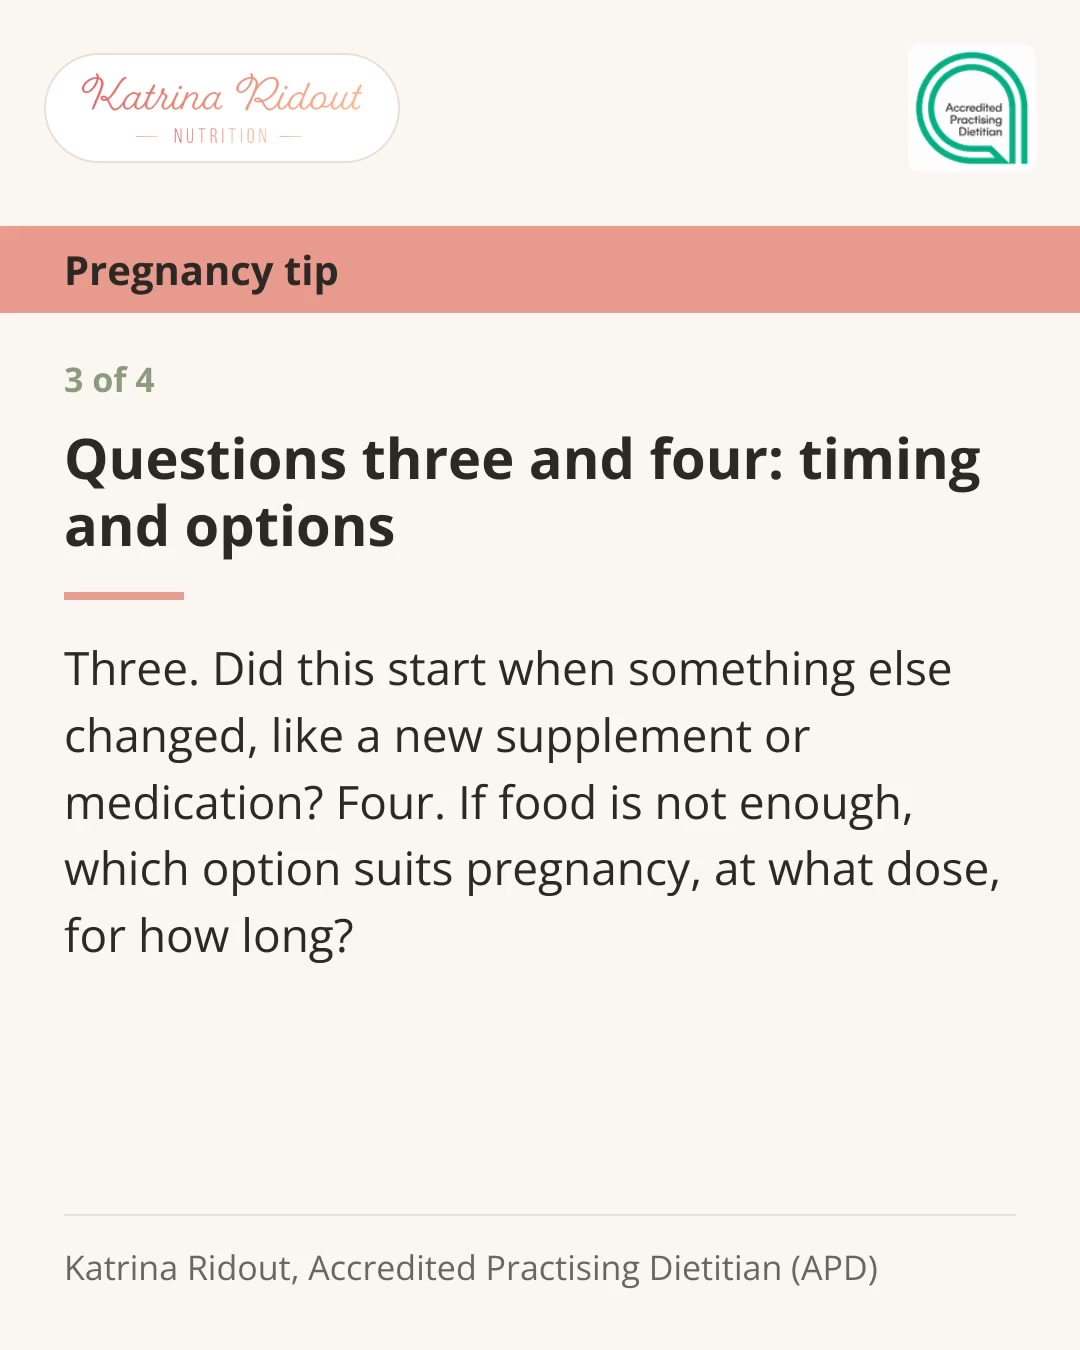 Katrina Ridout
NUTRITION
Accredited
Practising
Dietitian
Pregnancy tip
3 of 4
Questions three and four: timing
and options
Three. Did this start when something else
changed, like a new supplement or
medication? Four. If food is not enough,
which option suits pregnancy, at what dose,
for how long?
Katrina Ridout, Accredited Practising Dietitian (APD)